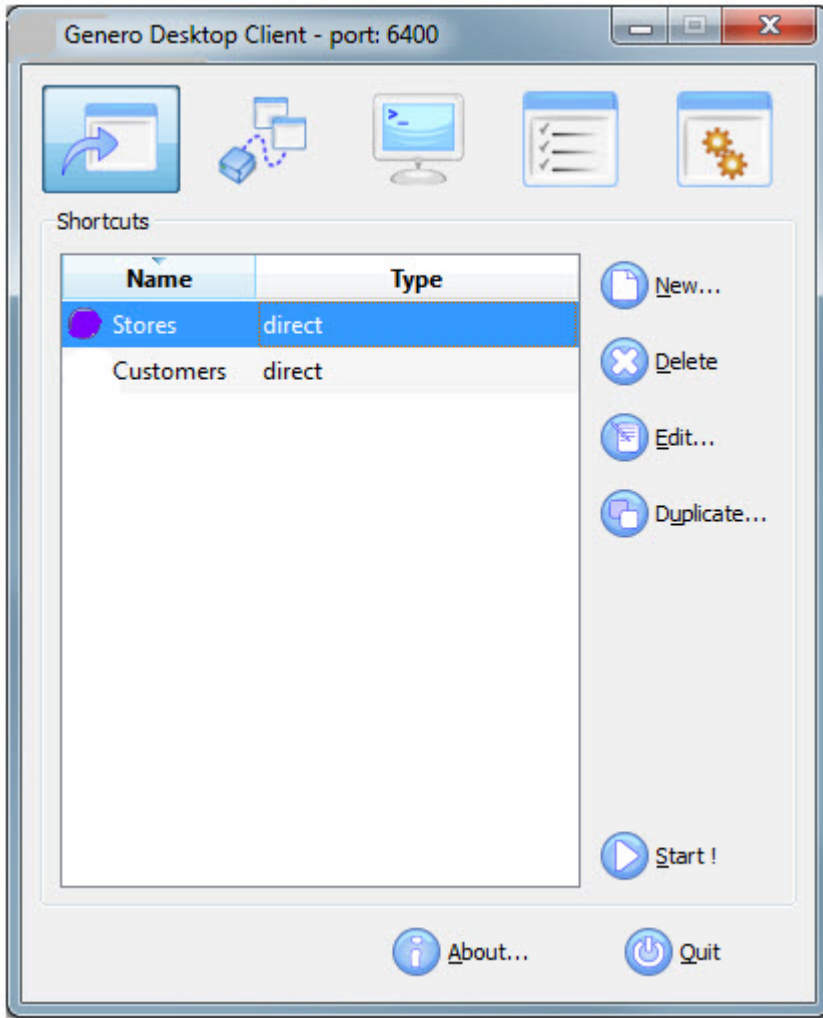 Genero Desktop Client - port: 6400
>_
Shortcuts
Name Type
Stores direct
Customers direct
New...
Delete
Edit...
Duplicate...
Start !
About... Quit